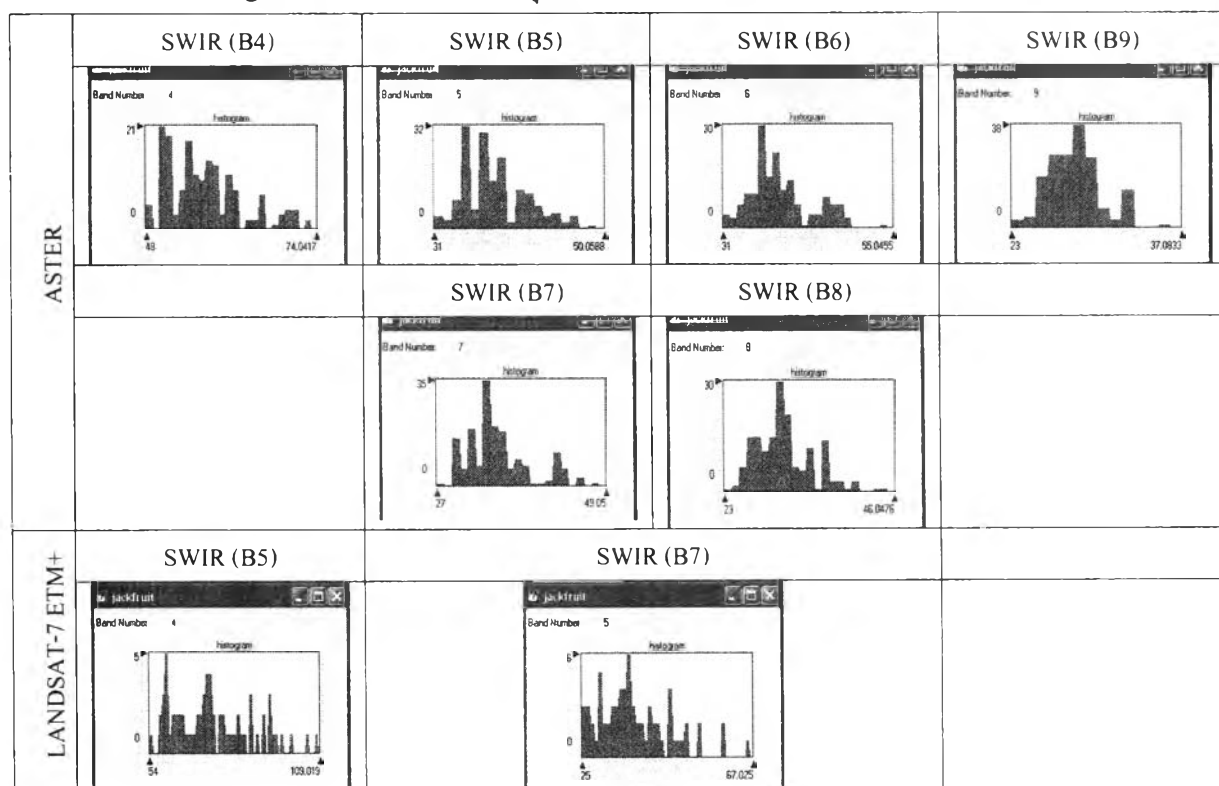 SWIR (B4) SWIR (B5) SWIR (B6) SWIR (B9)
Band Number 4
histogram
21
0
48 74.0417
Band Number 5
histogram
32
0
31 50.0588
Band Number 6
histogram
30
0
31 55.0455
Band Number: 9
histogram
38
0
23 37.0833
ASTER
SWIR (B7) SWIR (B8)
Band Number: 7
histogram
35
0
27 49.05
Band Number: 8
histogram
30
0
23 46.0476
LANDSAT-7 ETM+
SWIR (B5) SWIR (B7)
jackfruit
Band Number 4
histogram
5
0
54 109.019
jackfruit
Band Number 5
histogram
6
0
25 67.025